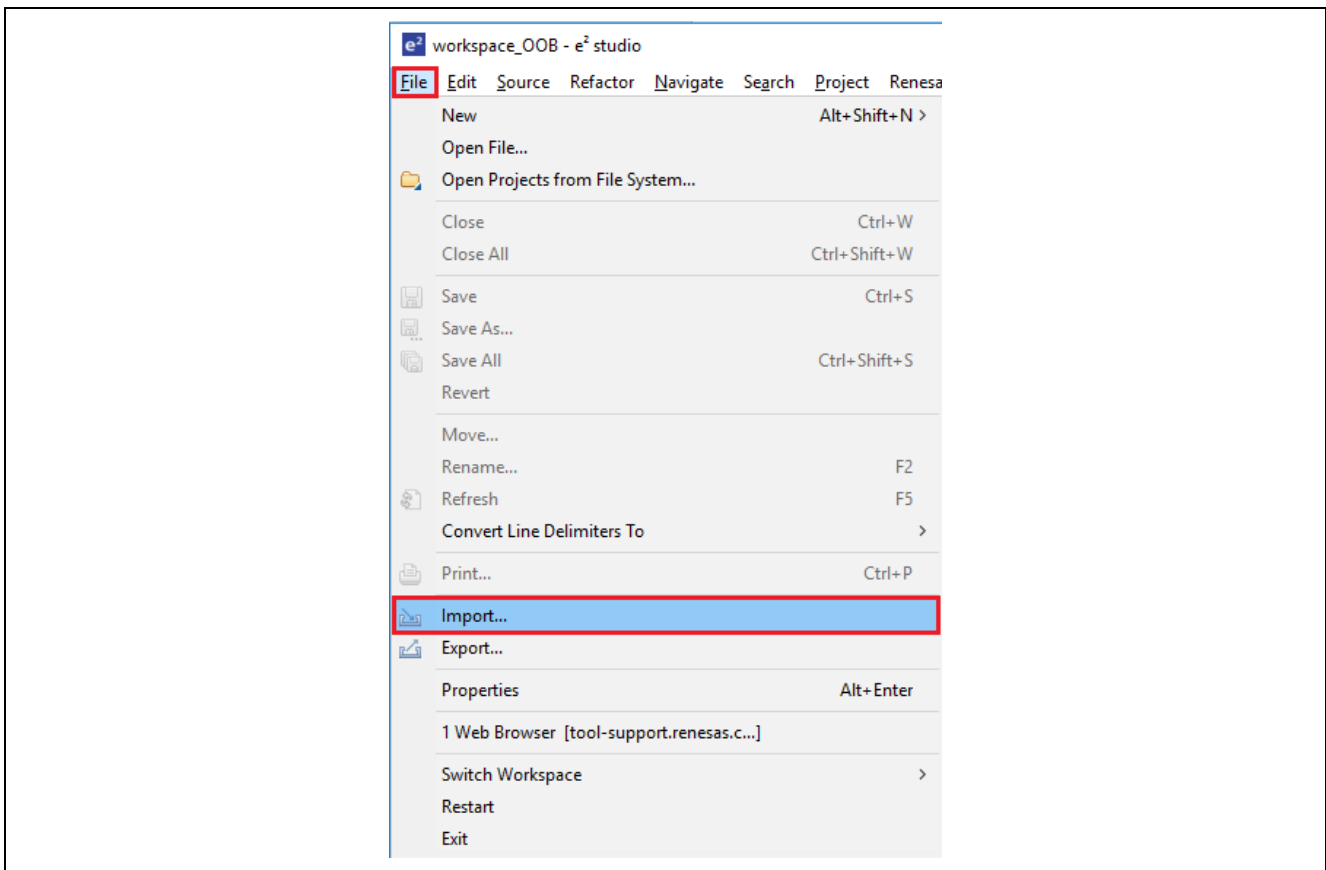 e² workspace_OOB - e² studio
File Edit Source Refactor Navigate Search Project Renesa
New Alt+Shift+N >
Open File...
Open Projects from File System...
Close Ctrl+W
Close All Ctrl+Shift+W
Save Ctrl+S
Save As...
Save All Ctrl+Shift+S
Revert
Move...
Rename... F2
Refresh F5
Convert Line Delimiters To >
Print... Ctrl+P
Import...
Export...
Properties Alt+Enter
1 Web Browser [tool-support.renesas.c...]
Switch Workspace >
Restart
Exit